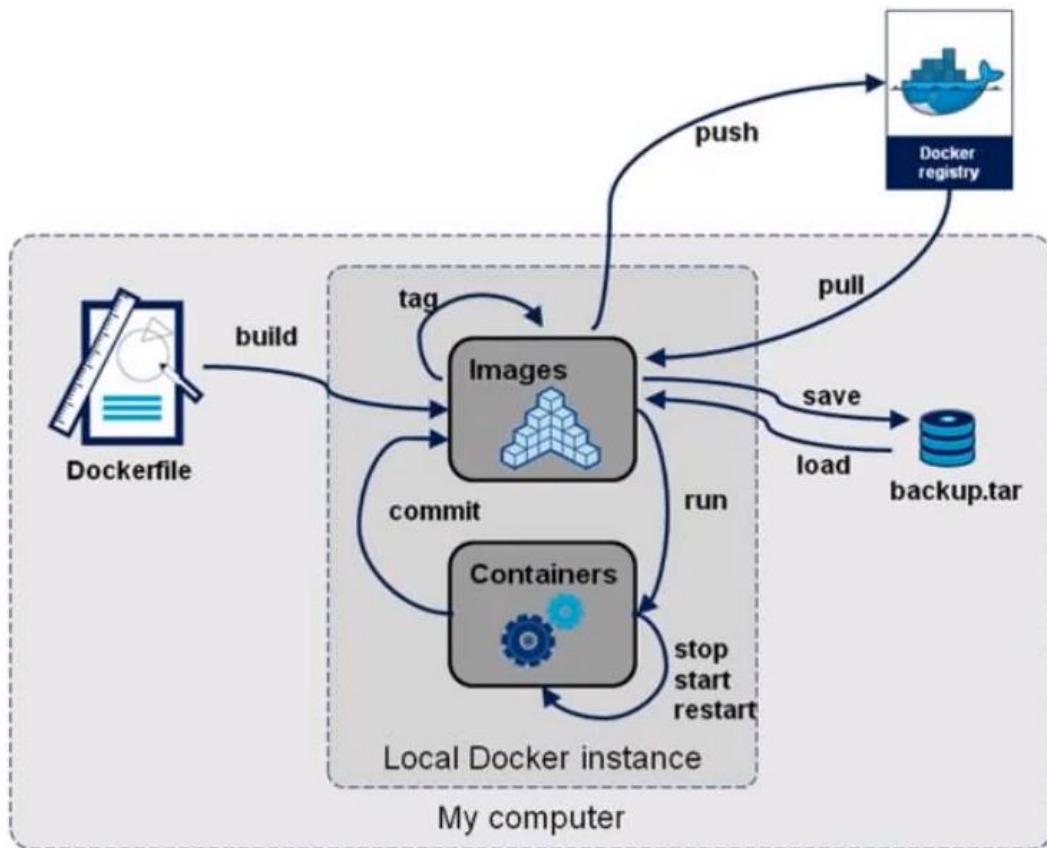 push
Docker
registry
pull
tag
build
Images
save
load
backup.tar
Dockerfile
commit
run
Containers
stop
start
restart
Local Docker instance
My computer